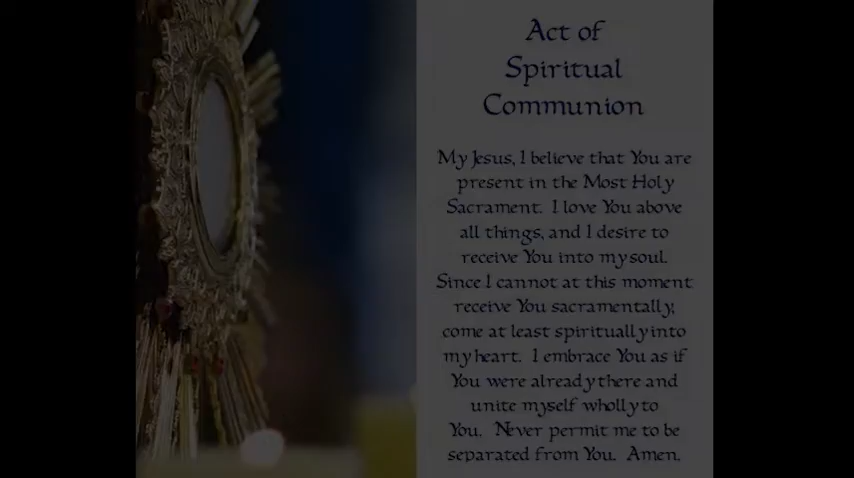 Act of
Spiritual
Communion
My Jesus, I believe that You are
present in the Most Holy
Sacrament. I love You above
all things, and I desire to
receive You into my soul.
Since I cannot at this moment
receive You sacramentally,
come at least spiritually into
my heart. I embrace You as if
You were already there and
unite myself wholly to
You. Never permit me to be
separated from You. Amen.